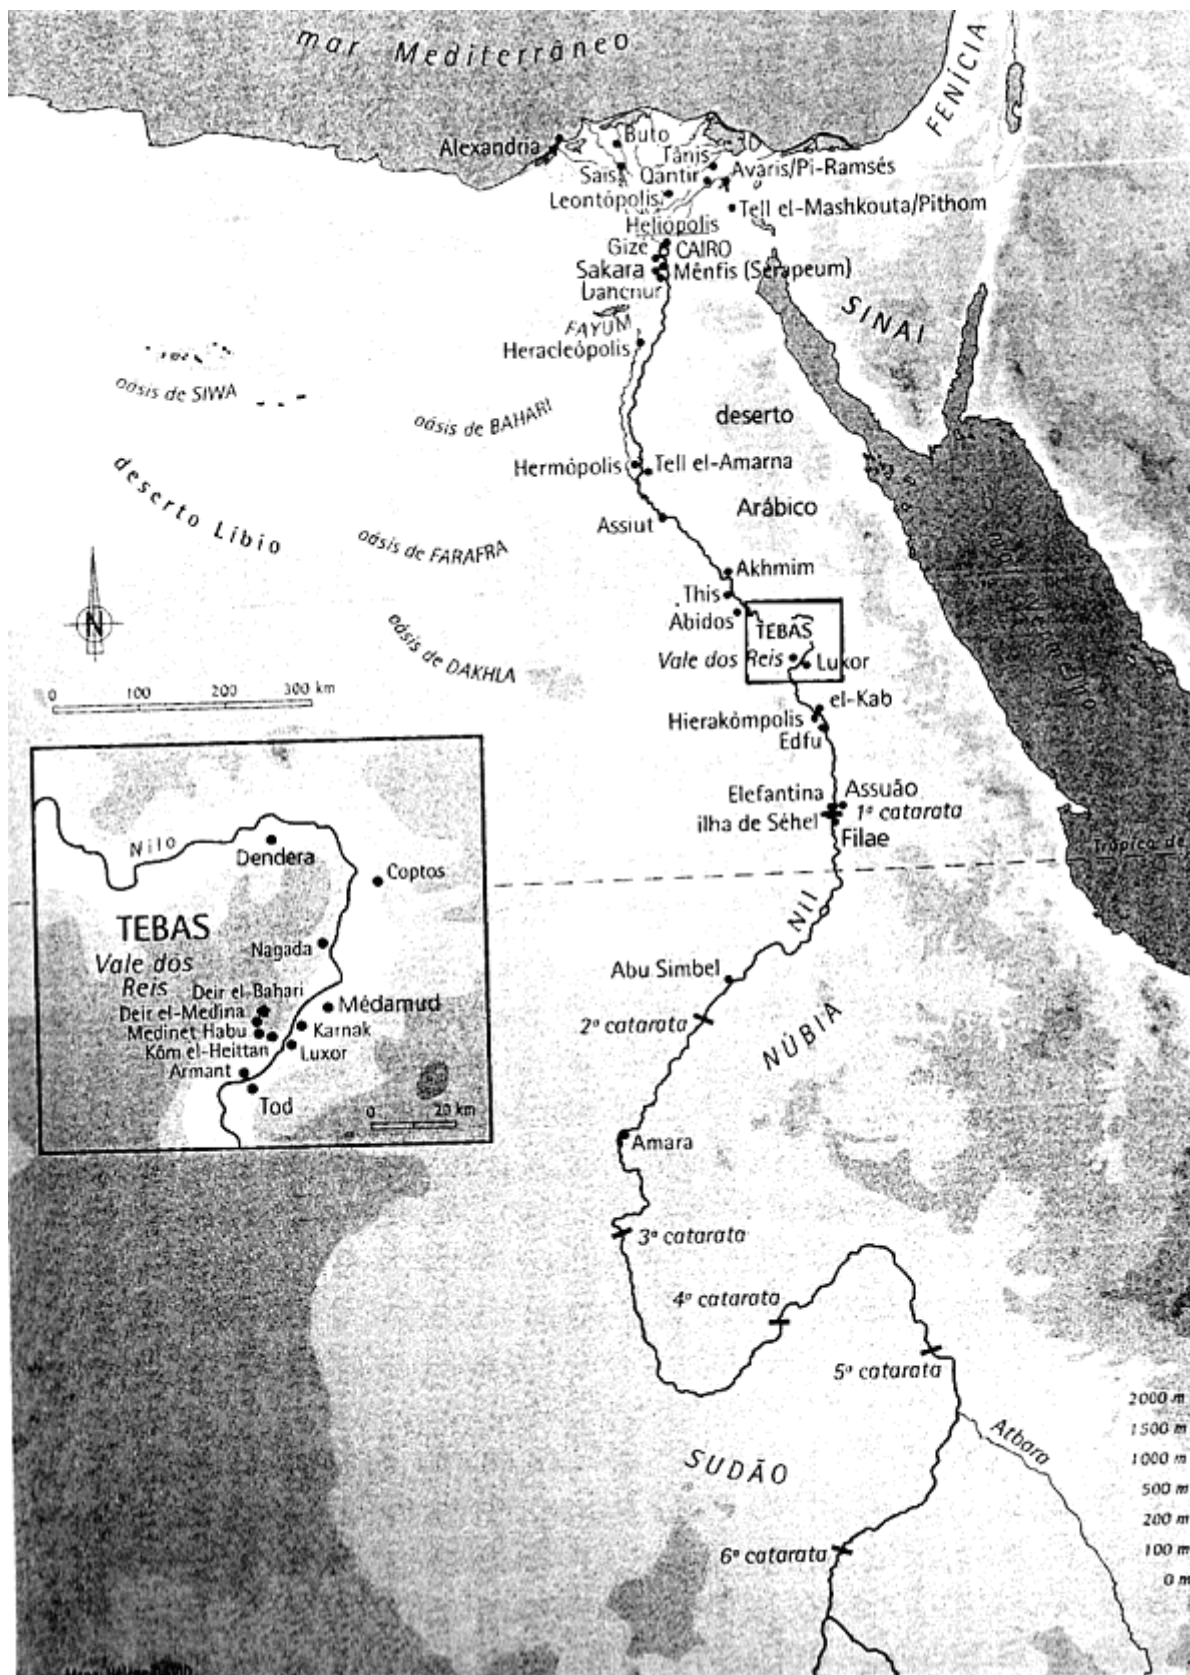 mar Mediterrâneo
FENÍCIA
Alexandria
Buto
Tânis
Sais
Qantir
Avaris/Pi-Ramsés
Leontópolis
Tell el-Mashkouta/Pithom
Heliópolis
Gizé
CAIRO
Sakara
Mênfis (Serapeum)
SINAI
FAYUM
Heracleópolis
oásis de SIWA
oásis de BAHARI
deserto
Hermópolis
Tell el-Amarna
deserto Líbio
Arábico
Assiut
oásis de FARAFRA
Akhmim
This
Ábidos
TEBAS
N
oásis de DAKHLA
Vale dos Reis
Luxor
0 100 200 300 km
el-Kab
Hierakômpolis
Edfu
Elefantina
Assuão
ilha de Séhel
1ª catarata
Filae
Trópico de
Nilo
Dendera
Coptos
TEBAS
Nagada
Vale dos
Reis
Deir el-Bahari
Deir el-Medina
Médamud
Medinet Habu
Karnak
Kôm el-Heittan
Luxor
Armant
Tod
0 20 km
Nil
Abu Simbel
2ª catarata
NÚBIA
Amara
3ª catarata
4ª catarata
5ª catarata
2000 m
1500 m
1000 m
500 m
200 m
100 m
0 m
Atbara
SUDÃO
6ª catarata